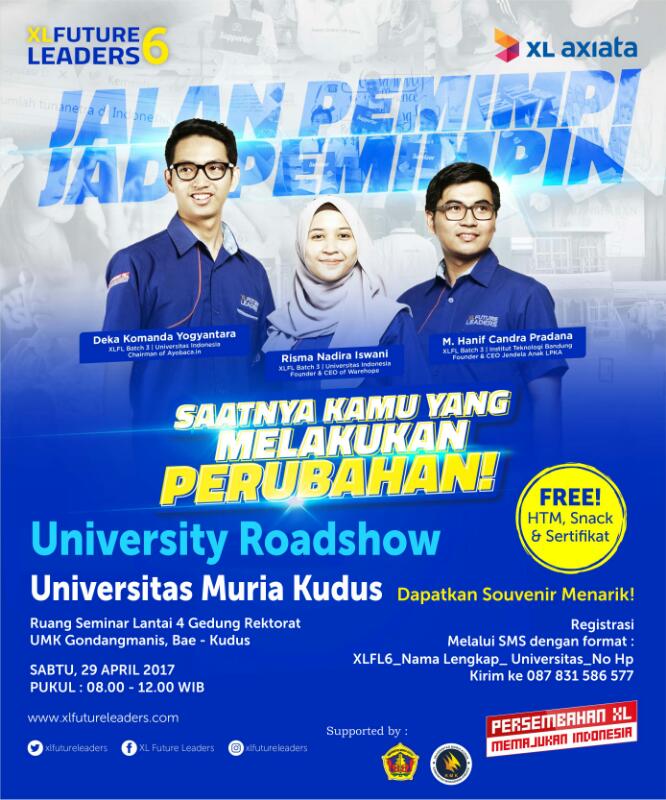 XLFUTURE
LEADERS 6
XL axiata
JALAN PEMIMPI
JADI PEMIMPIN
Deka Komanda Yogyantara
XLFL Batch 3 | Universitas Indonesia
Chairman of Ayobaca.in
Risma Nadira Iswani
XLFL Batch 3 | Universitas Indonesia
Founder & CEO of Warehope
M. Hanif Candra Pradana
XLFL Batch 3 | Institut Teknologi Bandung
Founder & CEO Jendela Anak LPKA
SAATNYA KAMU YANG
MELAKUKAN
PERUBAHAN!
FREE!
HTM, Snack
& Sertifikat
University Roadshow
Universitas Muria Kudus
Dapatkan Souvenir Menarik!
Ruang Seminar Lantai 4 Gedung Rektorat
UMK Gondangmanis, Bae - Kudus
SABTU, 29 APRIL 2017
PUKUL : 08.00 - 12.00 WIB
Registrasi
Melalui SMS dengan format :
XLFL6_Nama Lengkap_ Universitas_No Hp
Kirim ke 087 831 586 577
www.xlfutureleaders.com
xlfutureleaders
XL Future Leaders
xlfutureleaders
Supported by :
PERSEMBAHAN XL
MEMAJUKAN INDONESIA